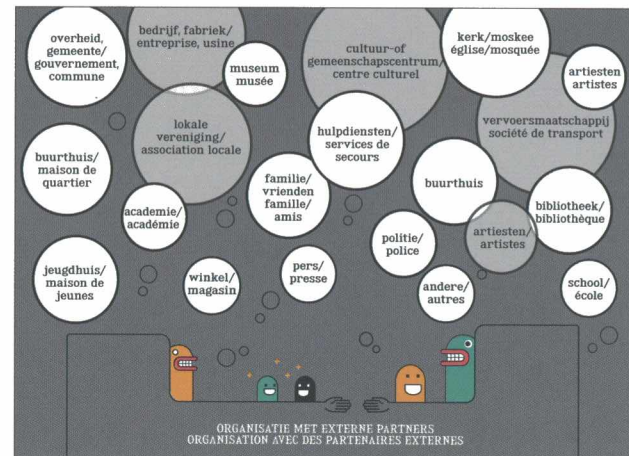 overheid,
gemeente/
gouvernement,
commune
bedrijf, fabriek/
entreprise, usine
museum
musée
cultuur-of
gemeenschapscentrum/
centre culturel
kerk/moskee
église/mosquée
artiesten
artistes
lokale
vereniging/
association locale
hulpdiensten/
services de
secours
vervoersmaatschappij
société de transport
buurthuis/
maison de
quartier
familie/
vrienden
famille/
amis
buurthuis
bibliotheek/
bibliothèque
academie/
académie
politie/
police
artiesten/
artistes
jeugdhuis/
maison de
jeunes
winkel/
magasin
pers/
presse
andere/
autres
school/
école
ORGANISATIE MET EXTERNE PARTNERS
ORGANISATION AVEC DES PARTENAIRES EXTERNES